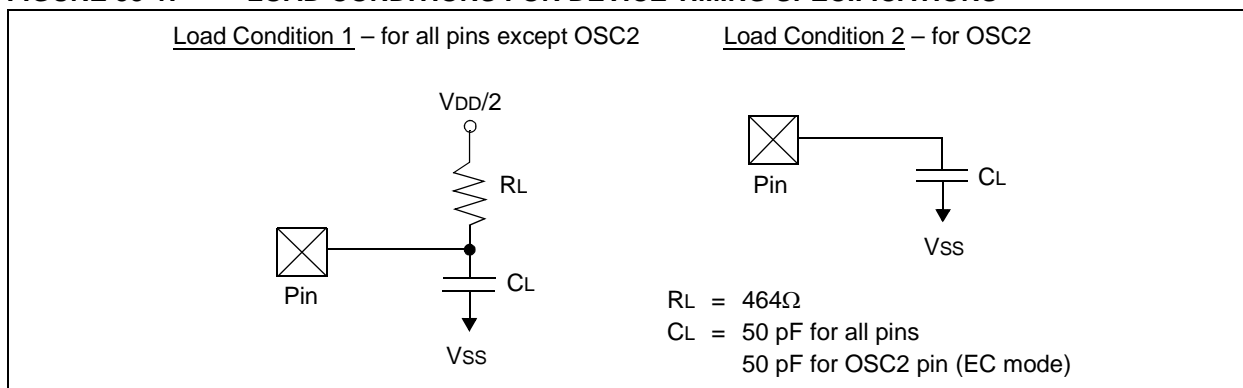 Load Condition 1 – for all pins except OSC2
Load Condition 2 – for OSC2
VDD/2
RL
Pin
CL
VSS
Pin
CL
VSS
RL = 464Ω
CL = 50 pF for all pins
50 pF for OSC2 pin (EC mode)